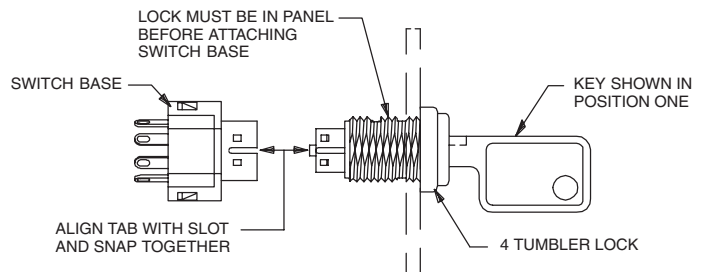 LOCK MUST BE IN PANEL
BEFORE ATTACHING
SWITCH BASE
SWITCH BASE
KEY SHOWN IN
POSITION ONE
ALIGN TAB WITH SLOT
AND SNAP TOGETHER
4 TUMBLER LOCK